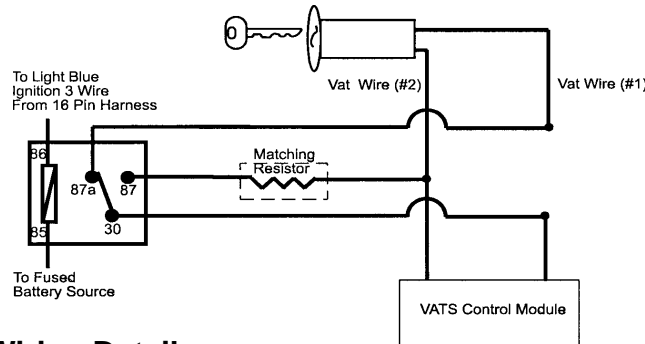 To Light Blue
Ignition 3 Wire
From 16 Pin Harness
Vat Wire (#2)
Vat Wire (#1)
86
87a
87
Matching
Resistor
85
30
To Fused
Battery Source
VATS Control Module